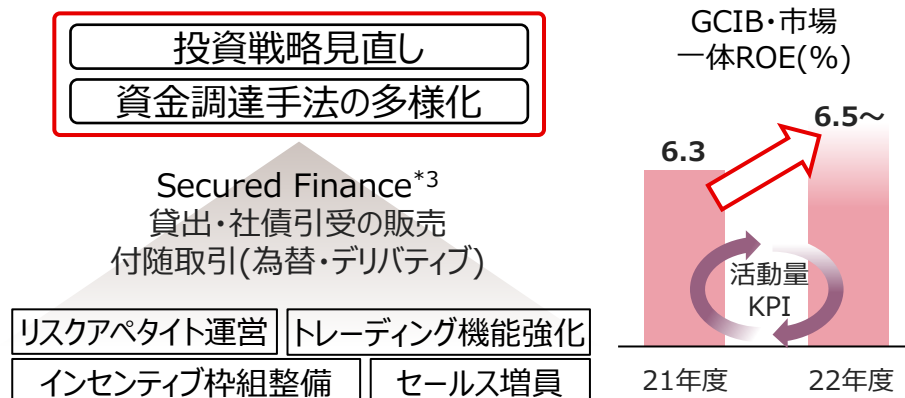 投資戦略見直し
資金調達手法の多様化
Secured Finance*3
貸出・社債引受の販売
付随取引(為替・デリバティブ)
リスクアペタイト運営
トレーディング機能強化
インセンティブ枠組整備
セールス増員
GCIB・市場
一体ROE(%)
6.3
6.5～
活動量
KPI
21年度
22年度